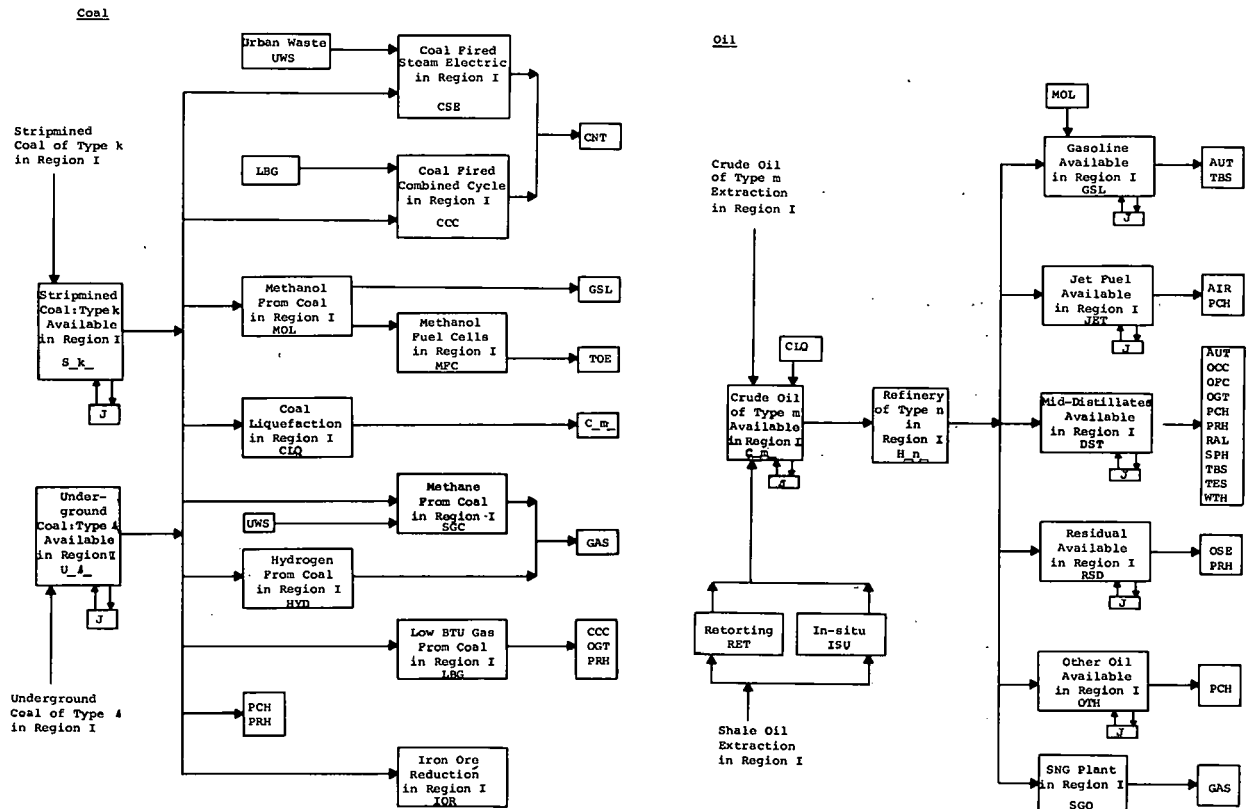 Coal
Urban Waste
UWS
Coal Fired
Steam Electric
in Region I
CSE
CNT
LBG
Coal Fired
Combined Cycle
in Region I
CCC
Stripmined
Coal of Type k
in Region I
Stripmined
Coal:Type k
Available
in Region I
S_k_
J
Methanol
From Coal
in Region I
MOL
GSL
Methanol
Fuel Cells
in Region I
MFC
TOE
Coal
Liquefaction
in Region I
CLQ
C_m_
Under-
ground
Coal:Type
Available
in Region I
J
Underground
Coal of Type
in Region I
Methane
From Coal
in Region I
SGC
UWS
GAS
Hydrogen
From Coal
in Region I
HYD
Low BTU Gas
From Coal
in Region I
LBG
CCC
OGT
PRH
PCH
PRH
Iron Ore
Reduction
in Region I
IOR
Oil
Crude Oil
of Type m
Extraction
in Region I
CLQ
Crude Oil
of Type m
Available
in Region I
C_m_
J
Refinery
of Type n
in
Region I
H_n_
Retorting
RET
In-situ
ISU
Shale Oil
Extraction
in Region I
MOL
Gasoline
Available
in Region I
GSL
J
AUT
TBS
Jet Fuel
Available
in Region I
JET
J
AIR
PCH
Mid-Distillates
Available
in Region I
DST
J
AUT
OCC
OFC
OGT
PCH
PRH
RAL
SPH
TBS
TES
WTH
Residual
Available
in Region I
RSD
J
OSE
PRH
Other Oil
Available
in Region I
OTH
J
PCH
SNG Plant
in Region I
SGO
GAS